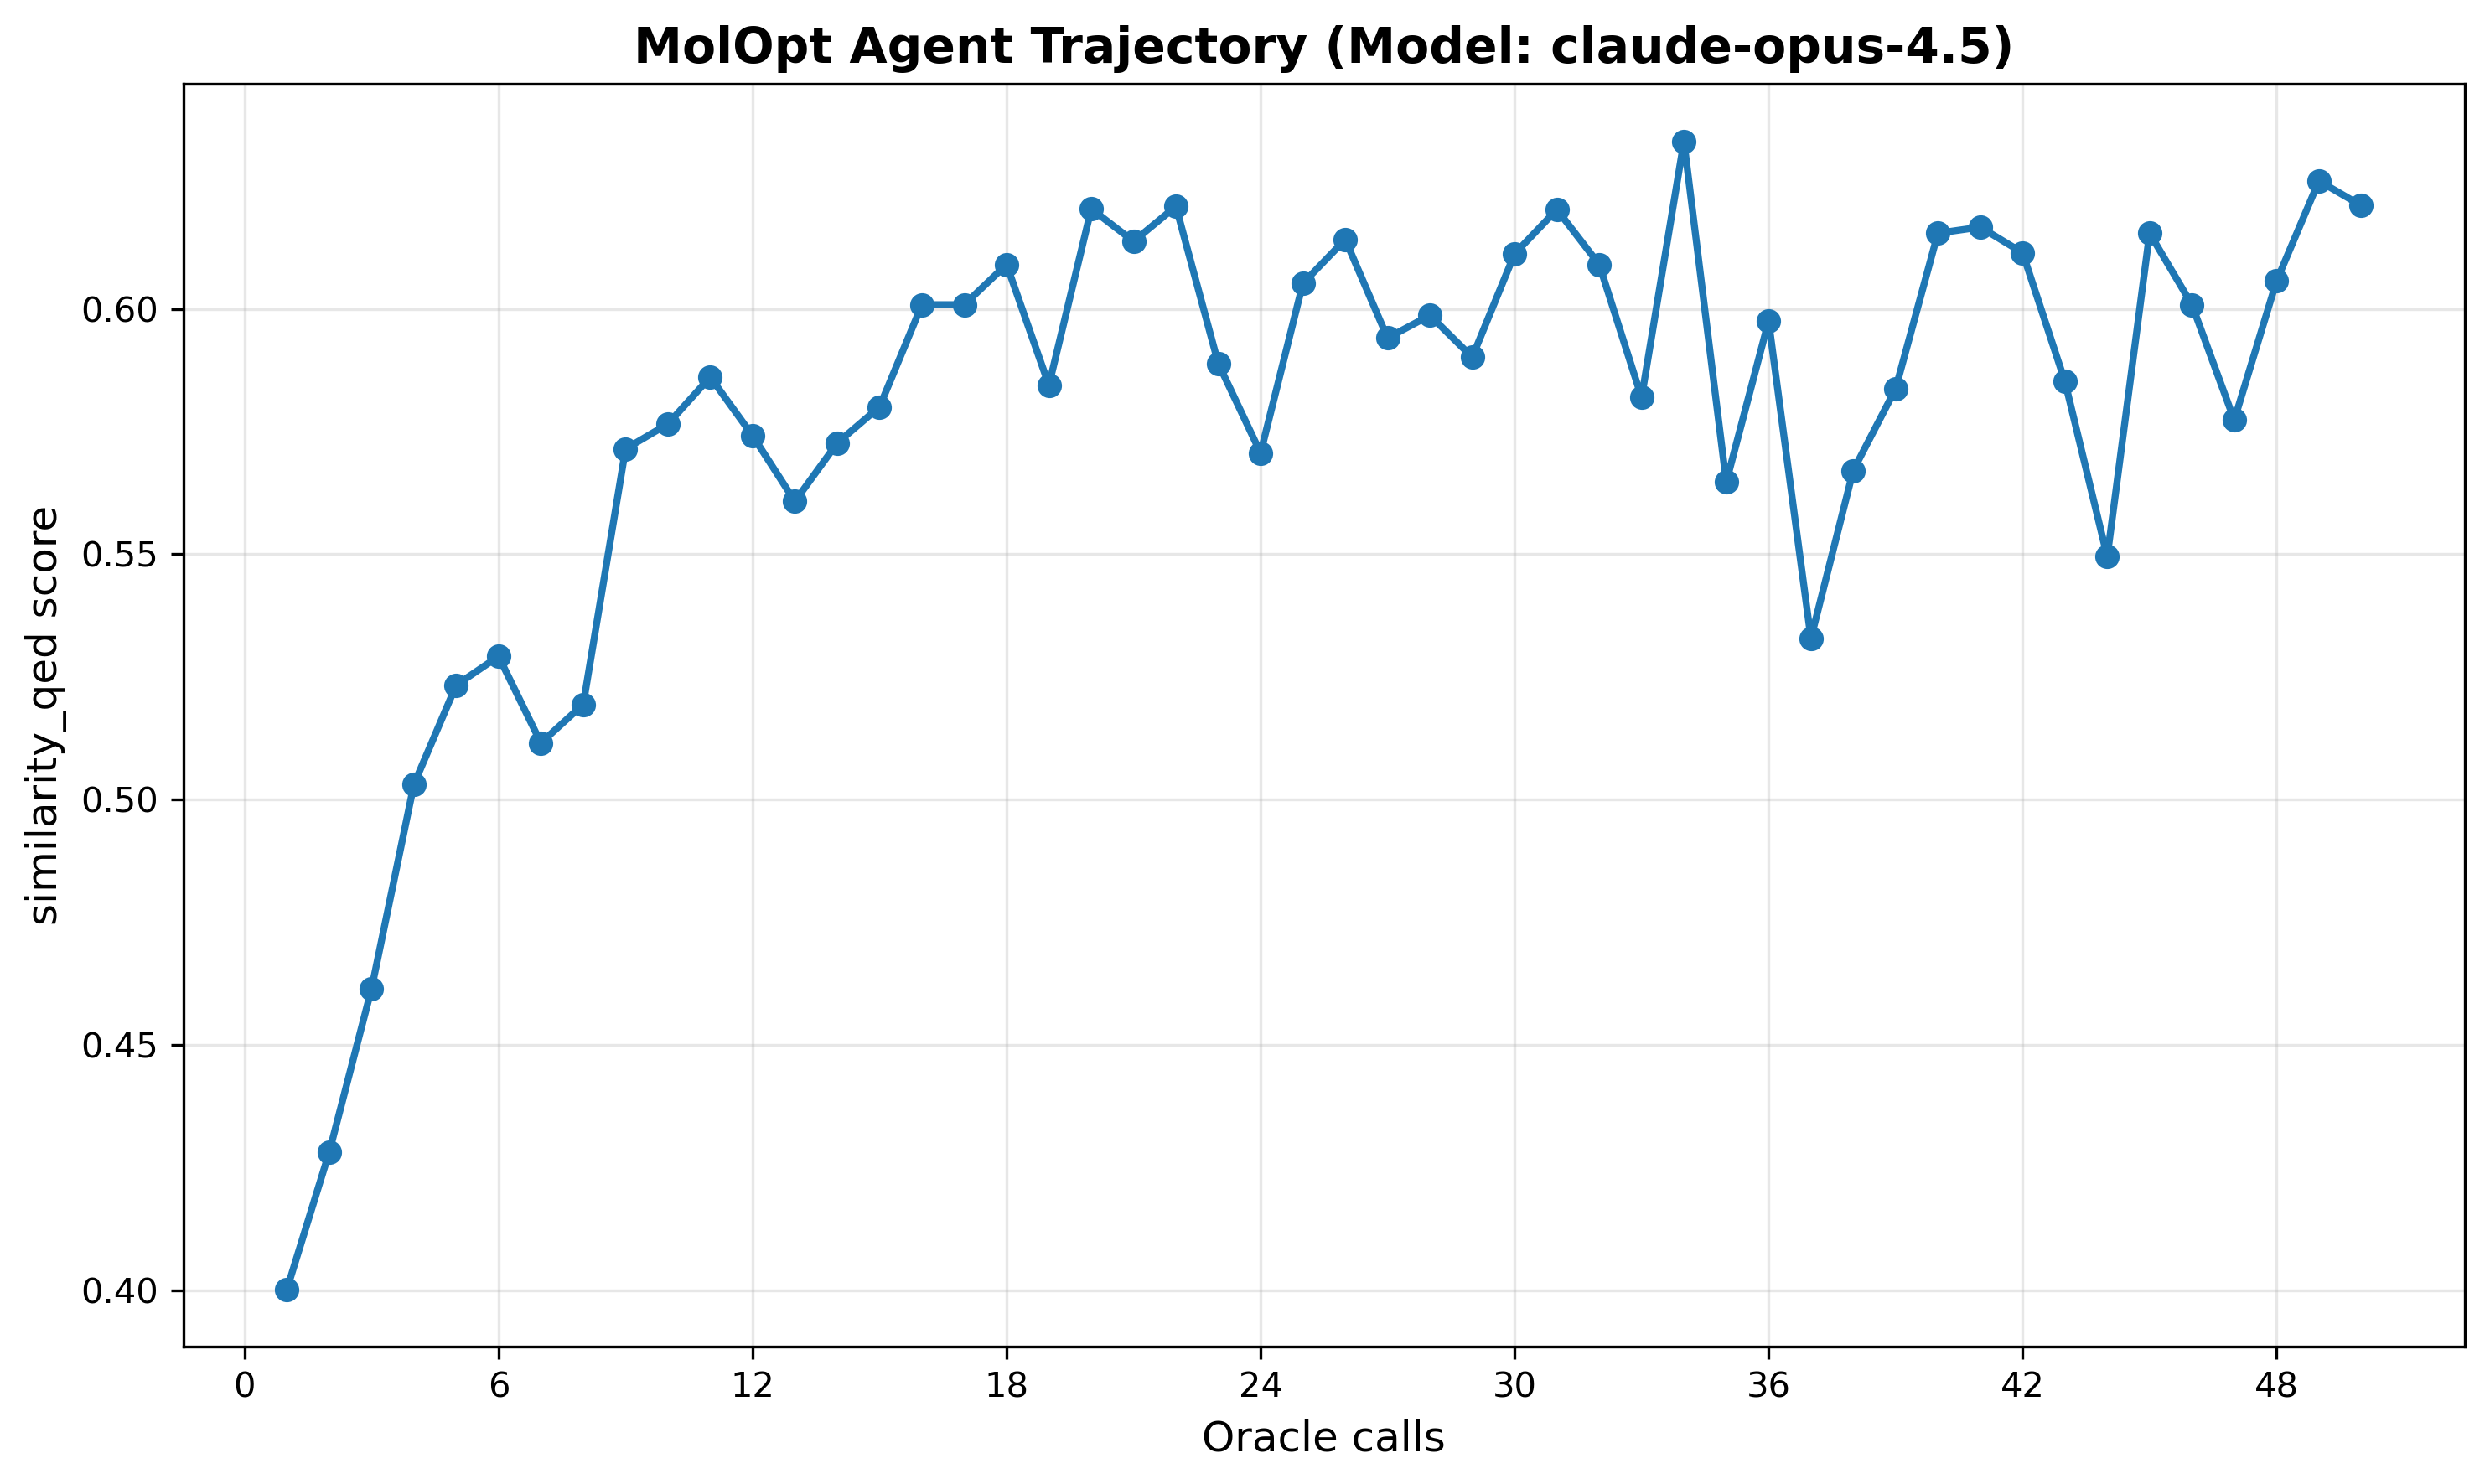 MolOpt Agent Trajectory (Model: claude-opus-4.5)
similarity_qed score
0.60
0.55
0.50
0.45
0.40
0 6 12 18 24 30 36 42 48
Oracle calls